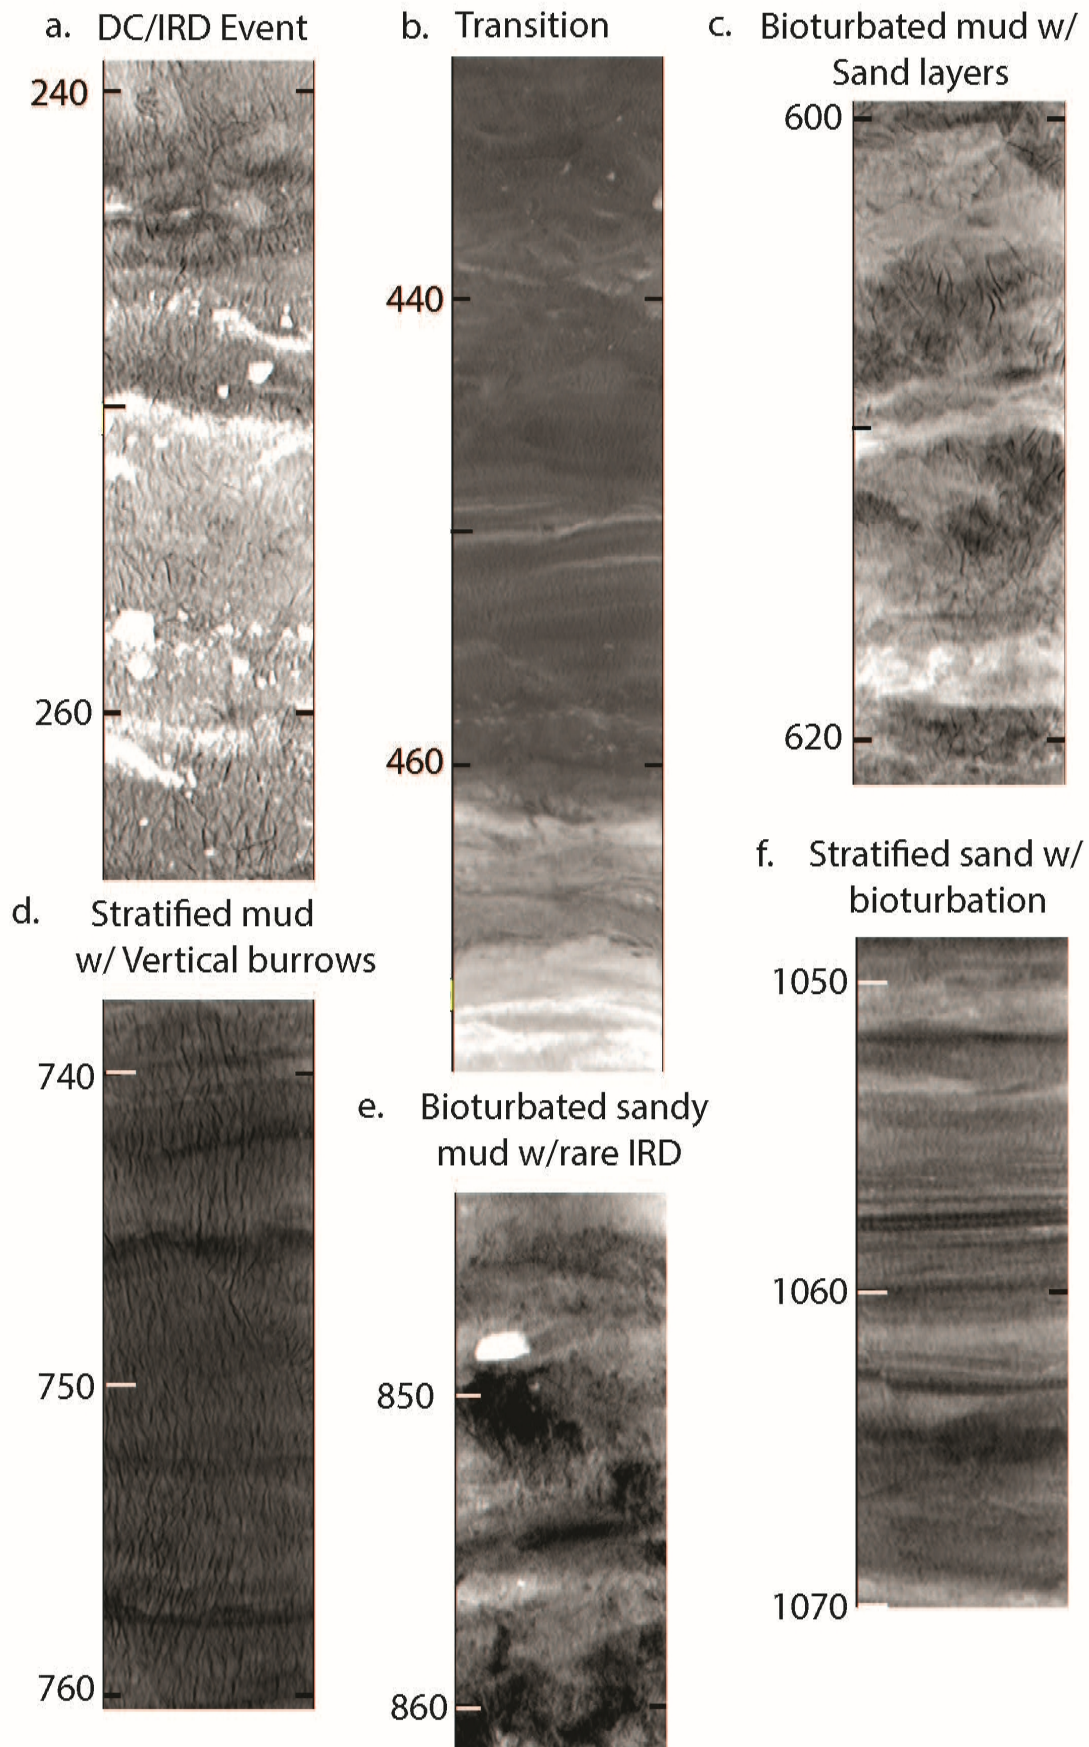 a. DC/IRD Event
240
260
b. Transition
440
460
c. Bioturbated mud w/
Sand layers
600
620
d. Stratified mud
w/ Vertical burrows
740
750
760
e. Bioturbated sandy
mud w/rare IRD
850
860
f. Stratified sand w/
bioturbation
1050
1060
1070